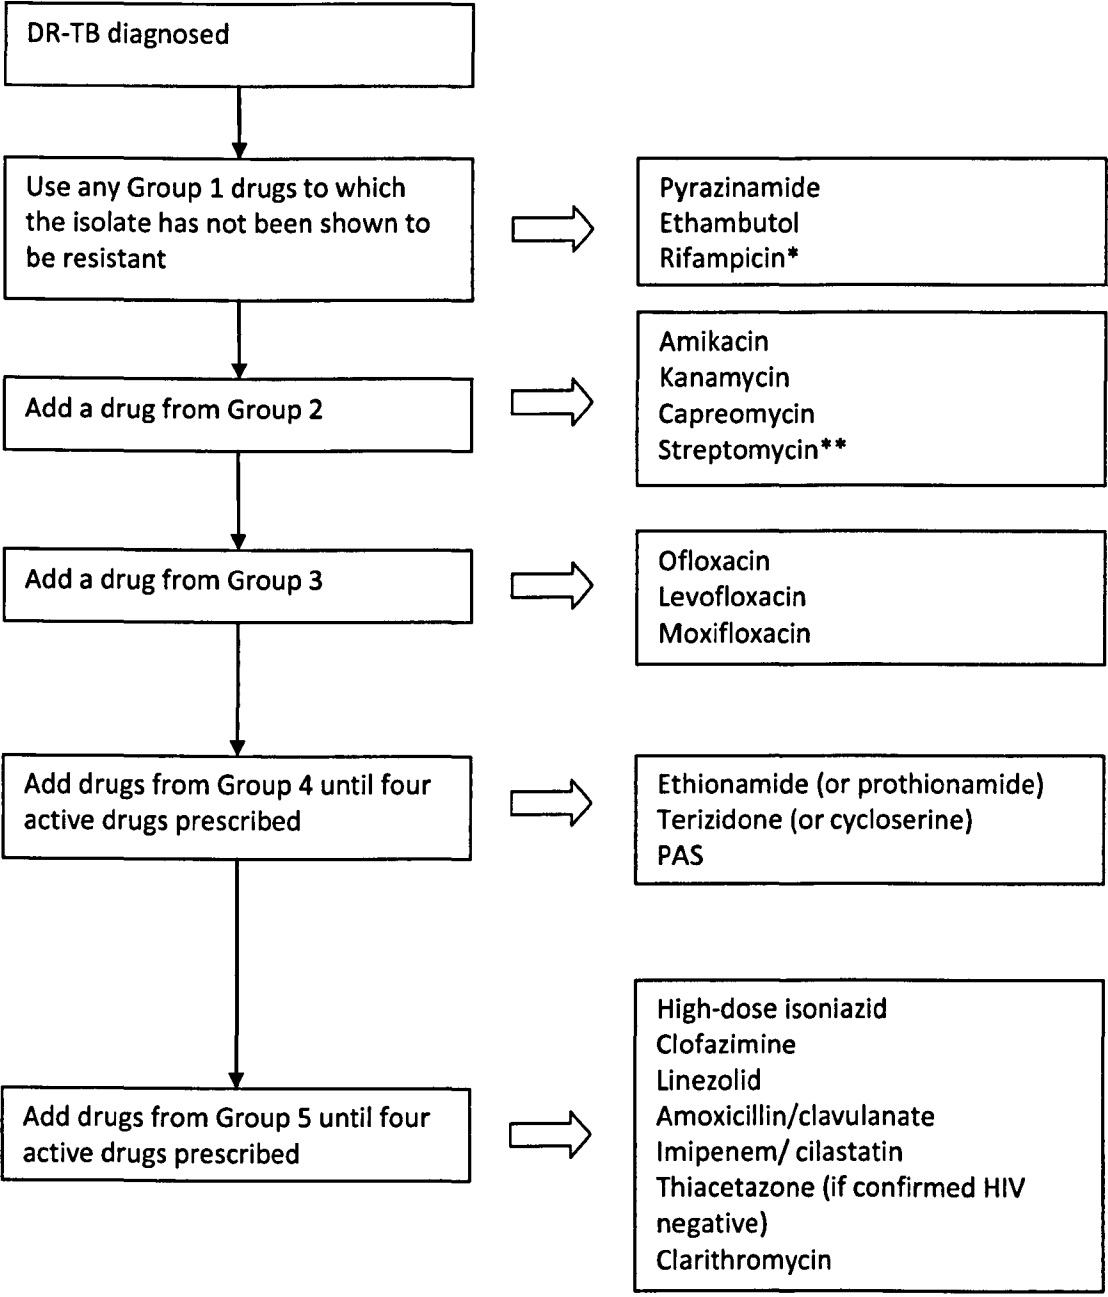 DR-TB diagnosed
Use any Group 1 drugs to which
the isolate has not been shown to
be resistant
Pyrazinamide
Ethambutol
Rifampicin*
Add a drug from Group 2
Amikacin
Kanamycin
Capreomycin
Streptomycin**
Add a drug from Group 3
Ofloxacin
Levofloxacin
Moxifloxacin
Add drugs from Group 4 until four
active drugs prescribed
Ethionamide (or prothionamide)
Terizidone (or cycloserine)
PAS
Add drugs from Group 5 until four
active drugs prescribed
High-dose isoniazid
Clofazimine
Linezolid
Amoxicillin/clavulanate
Imipenem/ cilastatin
Thiacetazone (if confirmed HIV
negative)
Clarithromycin